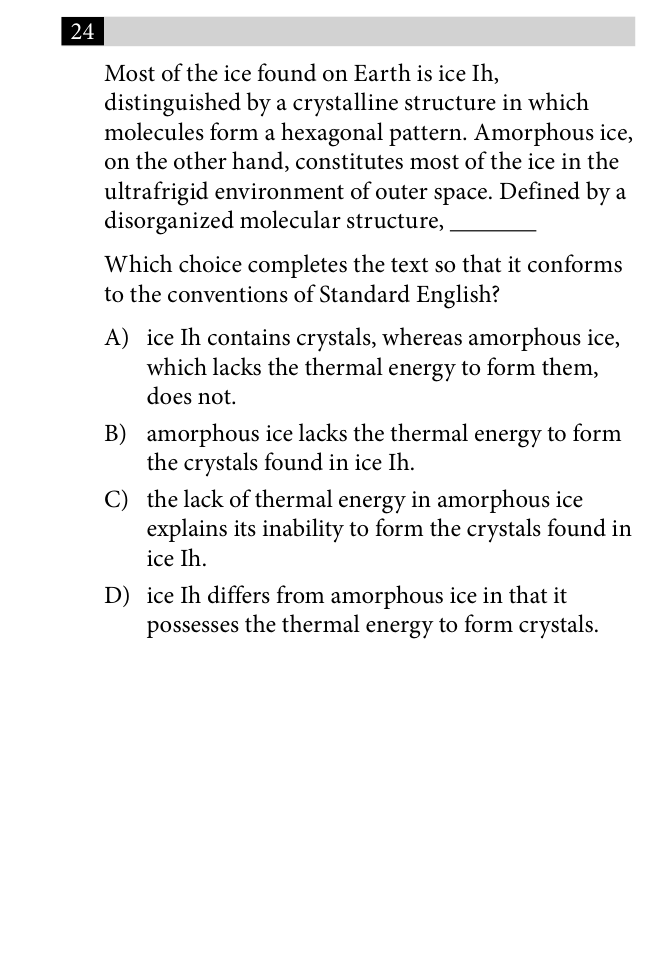 24
Most of the ice found on Earth is ice Ih,
distinguished by a crystalline structure in which
molecules form a hexagonal pattern. Amorphous ice,
on the other hand, constitutes most of the ice in the
ultrafrigid environment of outer space. Defined by a
disorganized molecular structure, _______
Which choice completes the text so that it conforms
to the conventions of Standard English?
A) ice Ih contains crystals, whereas amorphous ice,
which lacks the thermal energy to form them,
does not.
B) amorphous ice lacks the thermal energy to form
the crystals found in ice Ih.
C) the lack of thermal energy in amorphous ice
explains its inability to form the crystals found in
ice Ih.
D) ice Ih differs from amorphous ice in that it
possesses the thermal energy to form crystals.